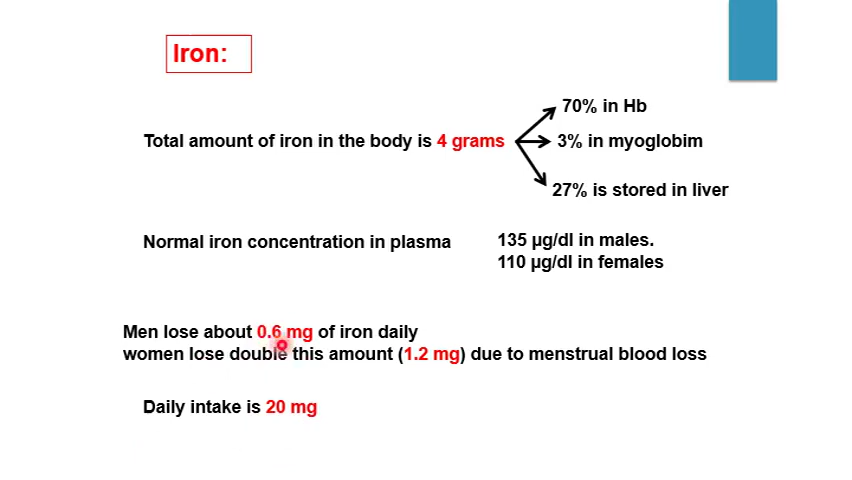 Iron:
70% in Hb
Total amount of iron in the body is 4 grams
3% in myoglobim
27% is stored in liver
Normal iron concentration in plasma
135 µg/dl in males.
110 µg/dl in females
Men lose about 0.6 mg of iron daily
women lose double this amount (1.2 mg) due to menstrual blood loss
Daily intake is 20 mg